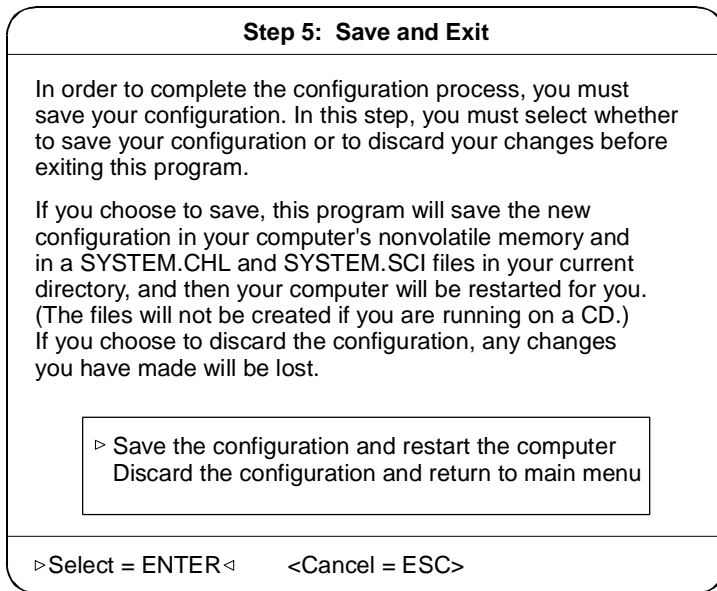 Step 5:  Save and Exit
In order to complete the configuration process, you must
save your configuration. In this step, you must select whether
to save your configuration or to discard your changes before
exiting this program.
If you choose to save, this program will save the new
configuration in your computer's nonvolatile memory and
in a SYSTEM.CHL and SYSTEM.SCI files in your current
directory, and then your computer will be restarted for you.
(The files will not be created if you are running on a CD.)
If you choose to discard the configuration, any changes
you have made will be lost.
▹ Save the configuration and restart the computer
Discard the configuration and return to main menu
▹Select = ENTER◃ <Cancel = ESC>